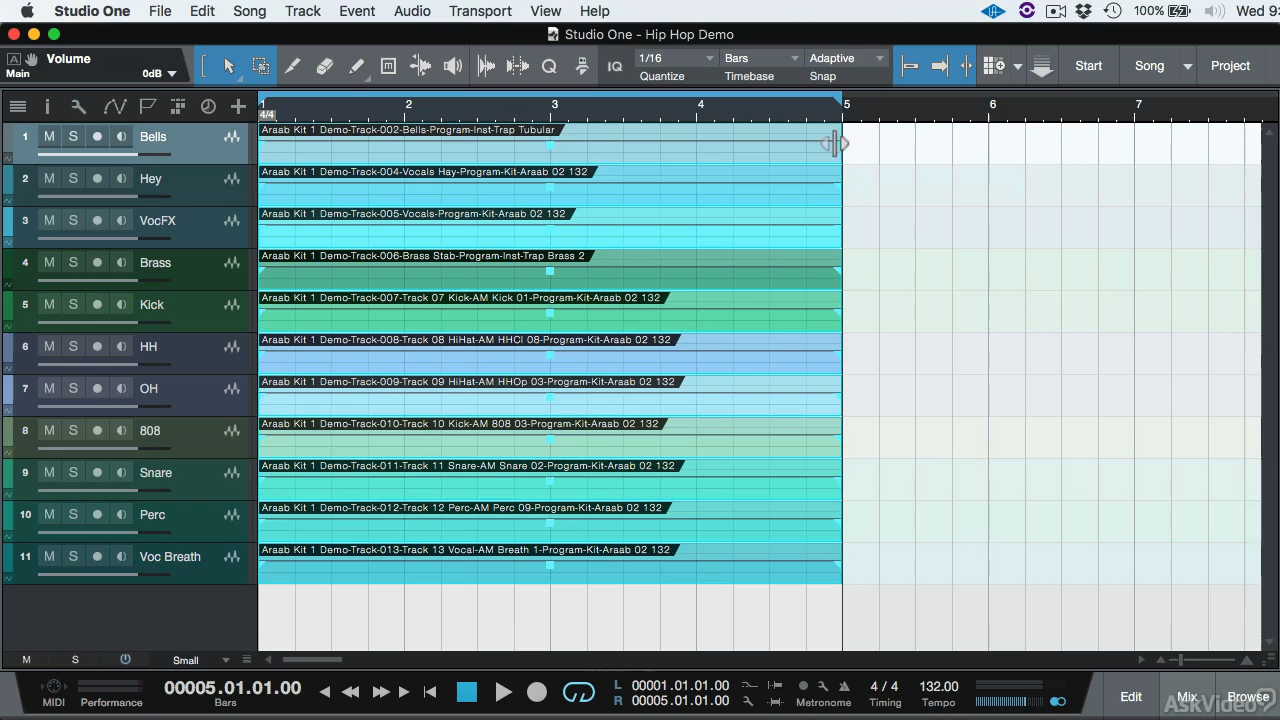 Studio One File Edit Song Track Event Audio Transport View Help 100% Wed 9:
Studio One - Hip Hop Demo
A Volume
Main 0dB
IQ 1/16 Bars Adaptive Start Song Project
Quantize Timebase Snap
i 1 2 3 4 5 6 7
4/4
1 M S Bells
Araab Kit 1 Demo-Track-002-Bells-Program-Inst-Trap Tubular
2 M S Hey
Araab Kit 1 Demo-Track-004-Vocals Hay-Program-Kit-Araab 02 132
3 M S VocFX
Araab Kit 1 Demo-Track-005-Vocals-Program-Kit-Araab 02 132
4 M S Brass
Araab Kit 1 Demo-Track-006-Brass Stab-Program-Inst-Trap Brass 2
5 M S Kick
Araab Kit 1 Demo-Track-007-Track 07 Kick-AM Kick 01-Program-Kit-Araab 02 132
6 M S HH
Araab Kit 1 Demo-Track-008-Track 08 HiHat-AM HHCl 08-Program-Kit-Araab 02 132
7 M S OH
Araab Kit 1 Demo-Track-009-Track 09 HiHat-AM HHOp 03-Program-Kit-Araab 02 132
8 M S 808
Araab Kit 1 Demo-Track-010-Track 10 Kick-AM 808 03-Program-Kit-Araab 02 132
9 M S Snare
Araab Kit 1 Demo-Track-011-Track 11 Snare-AM Snare 02-Program-Kit-Araab 02 132
10 M S Perc
Araab Kit 1 Demo-Track-012-Track 12 Perc-AM Perc 09-Program-Kit-Araab 02 132
11 M S Voc Breath
Araab Kit 1 Demo-Track-013-Track 13 Vocal-AM Breath 1-Program-Kit-Araab 02 132
M S Small
MIDI Performance 00005.01.01.00 Bars L 00001.01.01.00 R 00005.01.01.00 Metronome 4 / 4 Timing 132.00 Tempo Edit Mix Browse
AskVideo